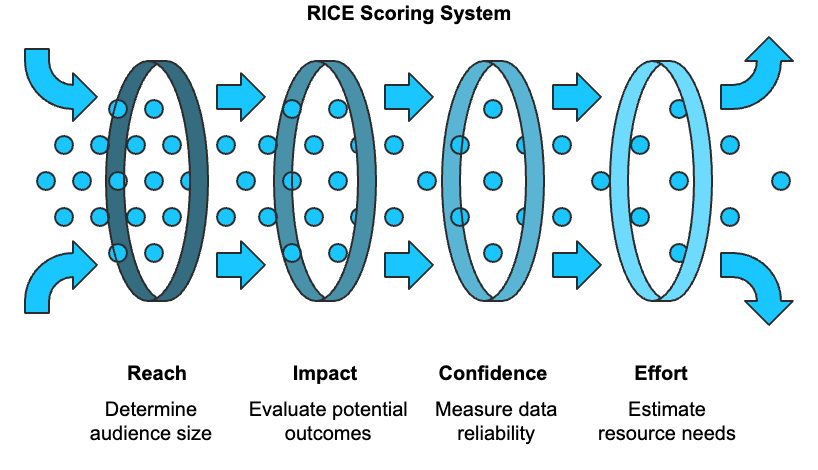 RICE Scoring System
Reach
Impact
Confidence
Effort
Determine
audience size
Evaluate potential
outcomes
Measure data
reliability
Estimate
resource needs